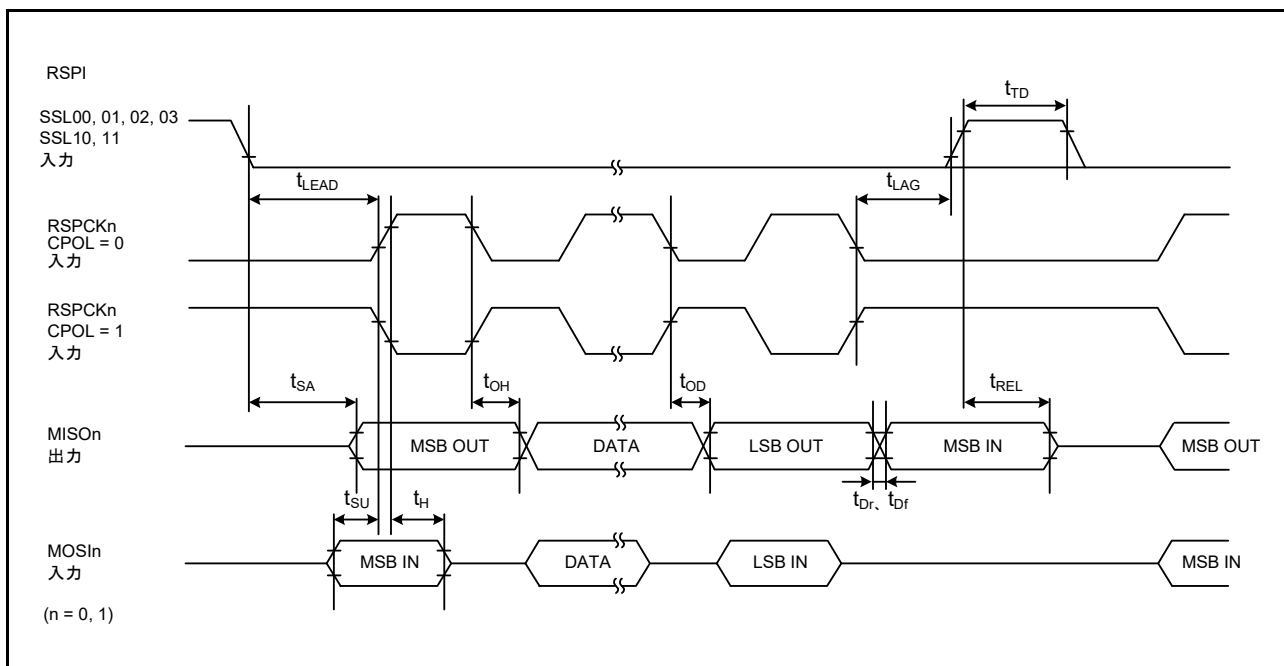 RSPI
SSL00, 01, 02, 03
SSL10, 11
入力
tTD
tLEAD
tLAG
RSPCKn
CPOL = 0
入力
RSPCKn
CPOL = 1
入力
tSA
tOH
tOD
tREL
MISOn
出力
MSB OUT
DATA
LSB OUT
MSB IN
MSB OUT
tSU
tH
tDr、tDf
MOSIn
入力
MSB IN
DATA
LSB IN
MSB IN
(n = 0, 1)